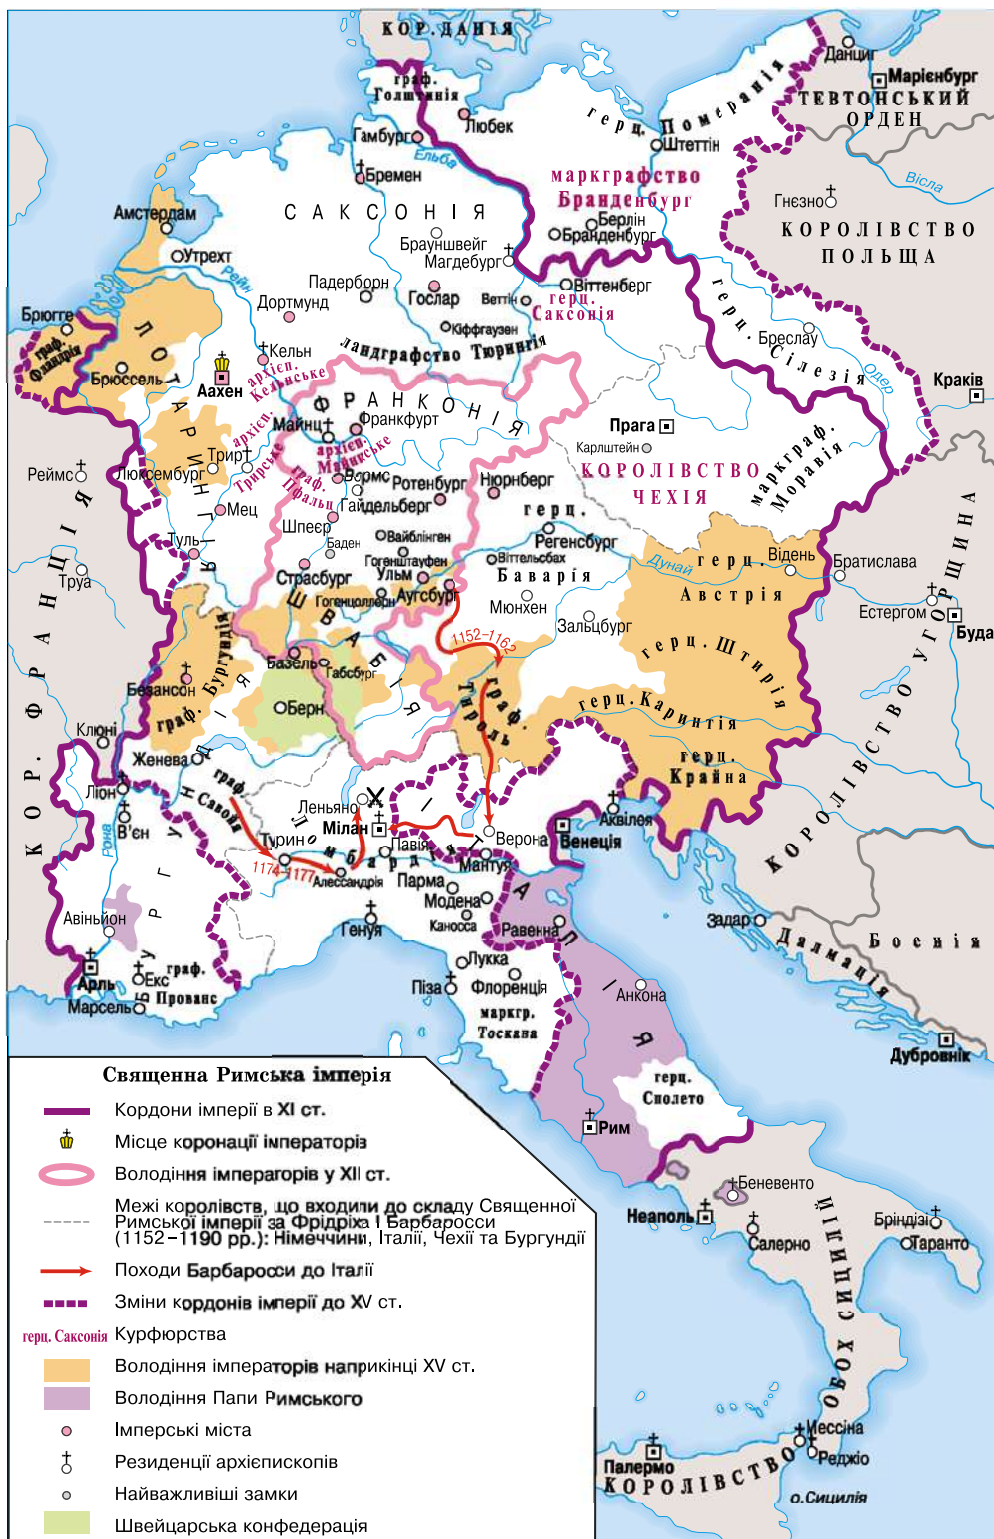 КОР. ДАНІЯ
Данциг
Марієнбург
ТЕВТОНСЬКИЙ
ОРДЕН
граф.
Голштинія
Любек
Гамбург
Ельба
герц. Померанія
Штеттін
Бремен
маркграфство
Бранденбург
Берлін
Бранденбург
Вісла
Гнєзно
КОРОЛІВСТВО
ПОЛЬЩА
САКСОНІЯ
Амстердам
Утрехт
Рейн
Брауншвейг
Магдебург
Падерборн
Гослар
Веттін
Віттенберг
герц.
Саксонія
Дортмунд
Кіффгаузен
ландграфство Тюрингія
Брюгге
граф.
Фландрія
Брюссель
ЛОТАРИНГІЯ
Аахен
Кельн
архієп.
Кельнське
герц. Сілезія
Бреслау
Одер
Краків
ФРАНКОНІЯ
Франкфурт
Майнц
архієп.
Майнське
Прага
Карлштейн
КОРОЛІВСТВО
ЧЕХІЯ
маркграф.
Моравія
Реймс
Люксембург
Трир
архієп.
Трирське
граф.
Пфальц
Вормс
Ротенбург
Нюрнберг
Гайдельберг
Мец
Шпеєр
Баден
Вайблінген
Гогенштауфен
герц.
Регенсбург
Віттельсбах
Баварія
Мюнхен
Дунай
герц.
Австрія
Відень
Братислава
Естергом
Буда
Туль
Труа
Страсбург
Ульм
Аугсбург
Гогенцоллерн
ШВАБІЯ
Зальцбург
1152–1162
герц. Штирія
КОРОЛІВСТВО УГОРЩИНА
КОР. ФРАНЦІЯ
Безансон
граф. Бургундія
Базель
Габсбург
Берн
граф.
Тироль
герц. Каринтія
герц.
Крайна
Клюні
Женева
Ліон
В'єн
Рона
БУРГУНДІЯ
граф.
Савойя
Леньяно
Мілан
Ломбардія
Турин
1174-1177
Алессандрія
Павія
Верона
Мантуя
Венеція
Аквілея
Парма
Модена
Каносса
Генуя
Равенна
ІТАЛІЯ
Задар
Далмація
Боснія
Дубровнік
Авіньйон
Арль
Екс
граф.
Прованс
Марсель
Лукка
Піза
Флоренція
маркгр.
Тоскана
Анкона
герц.
Сполето
Рим
Беневенто
Неаполь
Салерно
Бріндізі
Таранто
КОРОЛІВСТВО ОБОХ СИЦИЛІЙ
Мессіна
Реджіо
Палермо
о.Сицилія
Священна Римська імперія
Кордони імперії в XI ст.
Місце коронації імператорів
Володіння імператорів у XII ст.
Межі королівств, що входили до складу Священної
Римської імперії за Фрідріха I Барбаросси
(1152–1190 рр.): Німеччини, Італії, Чехії та Бургундії
Походи Барбаросси до Італії
Зміни кордонів імперії до XV ст.
герц. Саксонія Курфюрства
Володіння імператорів наприкінці XV ст.
Володіння Папи Римського
Імперські міста
Резиденції архієпископів
Найважливіші замки
Швейцарська конфедерація